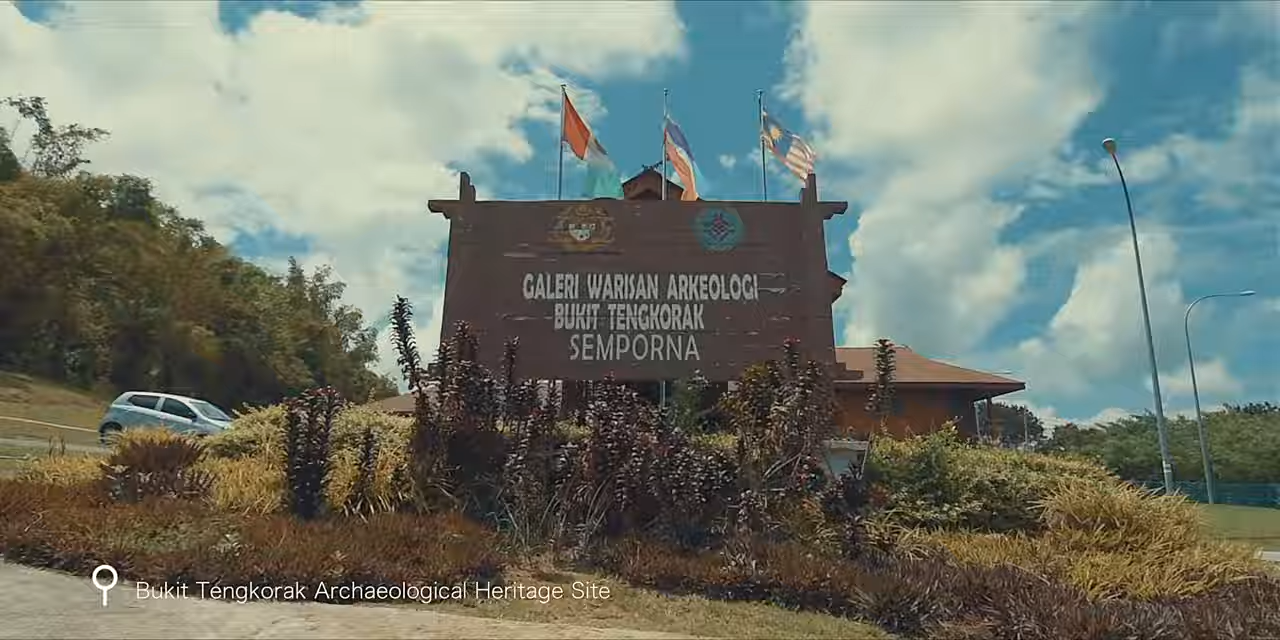 GALERI WARISAN ARKEOLOGI
BUKIT TENGKORAK
SEMPORNA
Bukit Tengkorak Archaeological Heritage Site